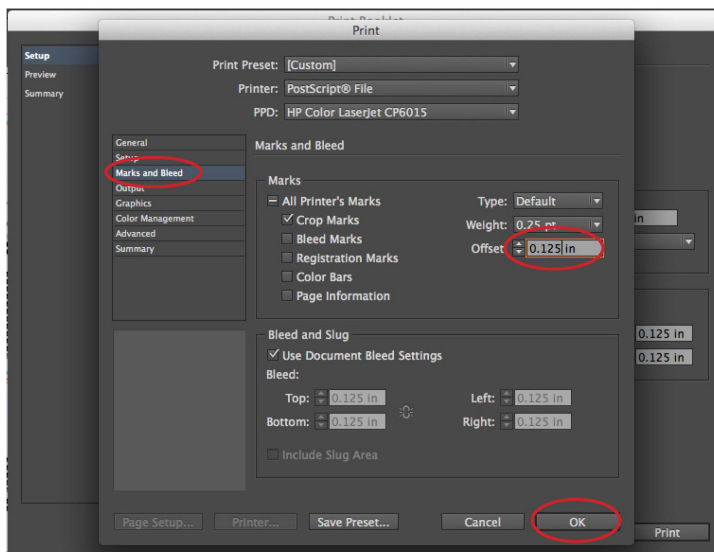 Print Booklet
Print
Setup
Preview
Summary
Print Preset: [Custom]
Printer: PostScript® File
PPD: HP Color LaserJet CP6015
General
Setup
Marks and Bleed
Output
Graphics
Color Management
Advanced
Summary
Marks and Bleed
Marks
All Printer's Marks
Crop Marks
Bleed Marks
Registration Marks
Color Bars
Page Information
Type: Default
Weight: 0.25 pt
Offset: 0.125 in
Bleed and Slug
Use Document Bleed Settings
Bleed:
Top: 0.125 in
Bottom: 0.125 in
Left: 0.125 in
Right: 0.125 in
Include Slug Area
in
0.125 in
0.125 in
Page Setup...
Printer...
Save Preset...
Cancel
OK
Print